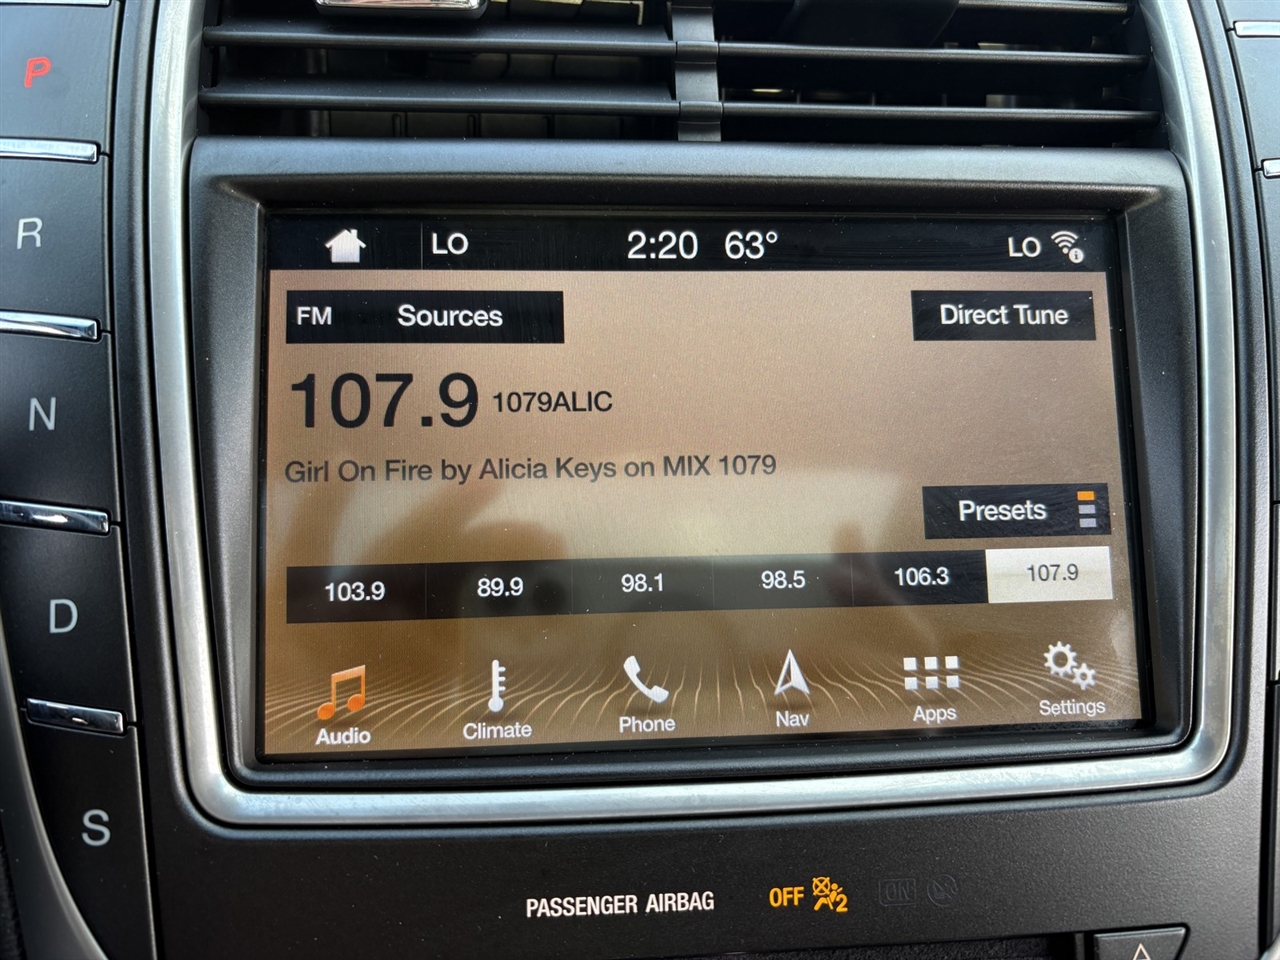 P
R
N
D
S
LO 2:20 63° LO
FM Sources Direct Tune
107.9 1079ALIC
Girl On Fire by Alicia Keys on MIX 1079
Presets
103.9 89.9 98.1 98.5 106.3 107.9
Audio Climate Phone Nav Apps Settings
PASSENGER AIRBAG OFF 2 ON